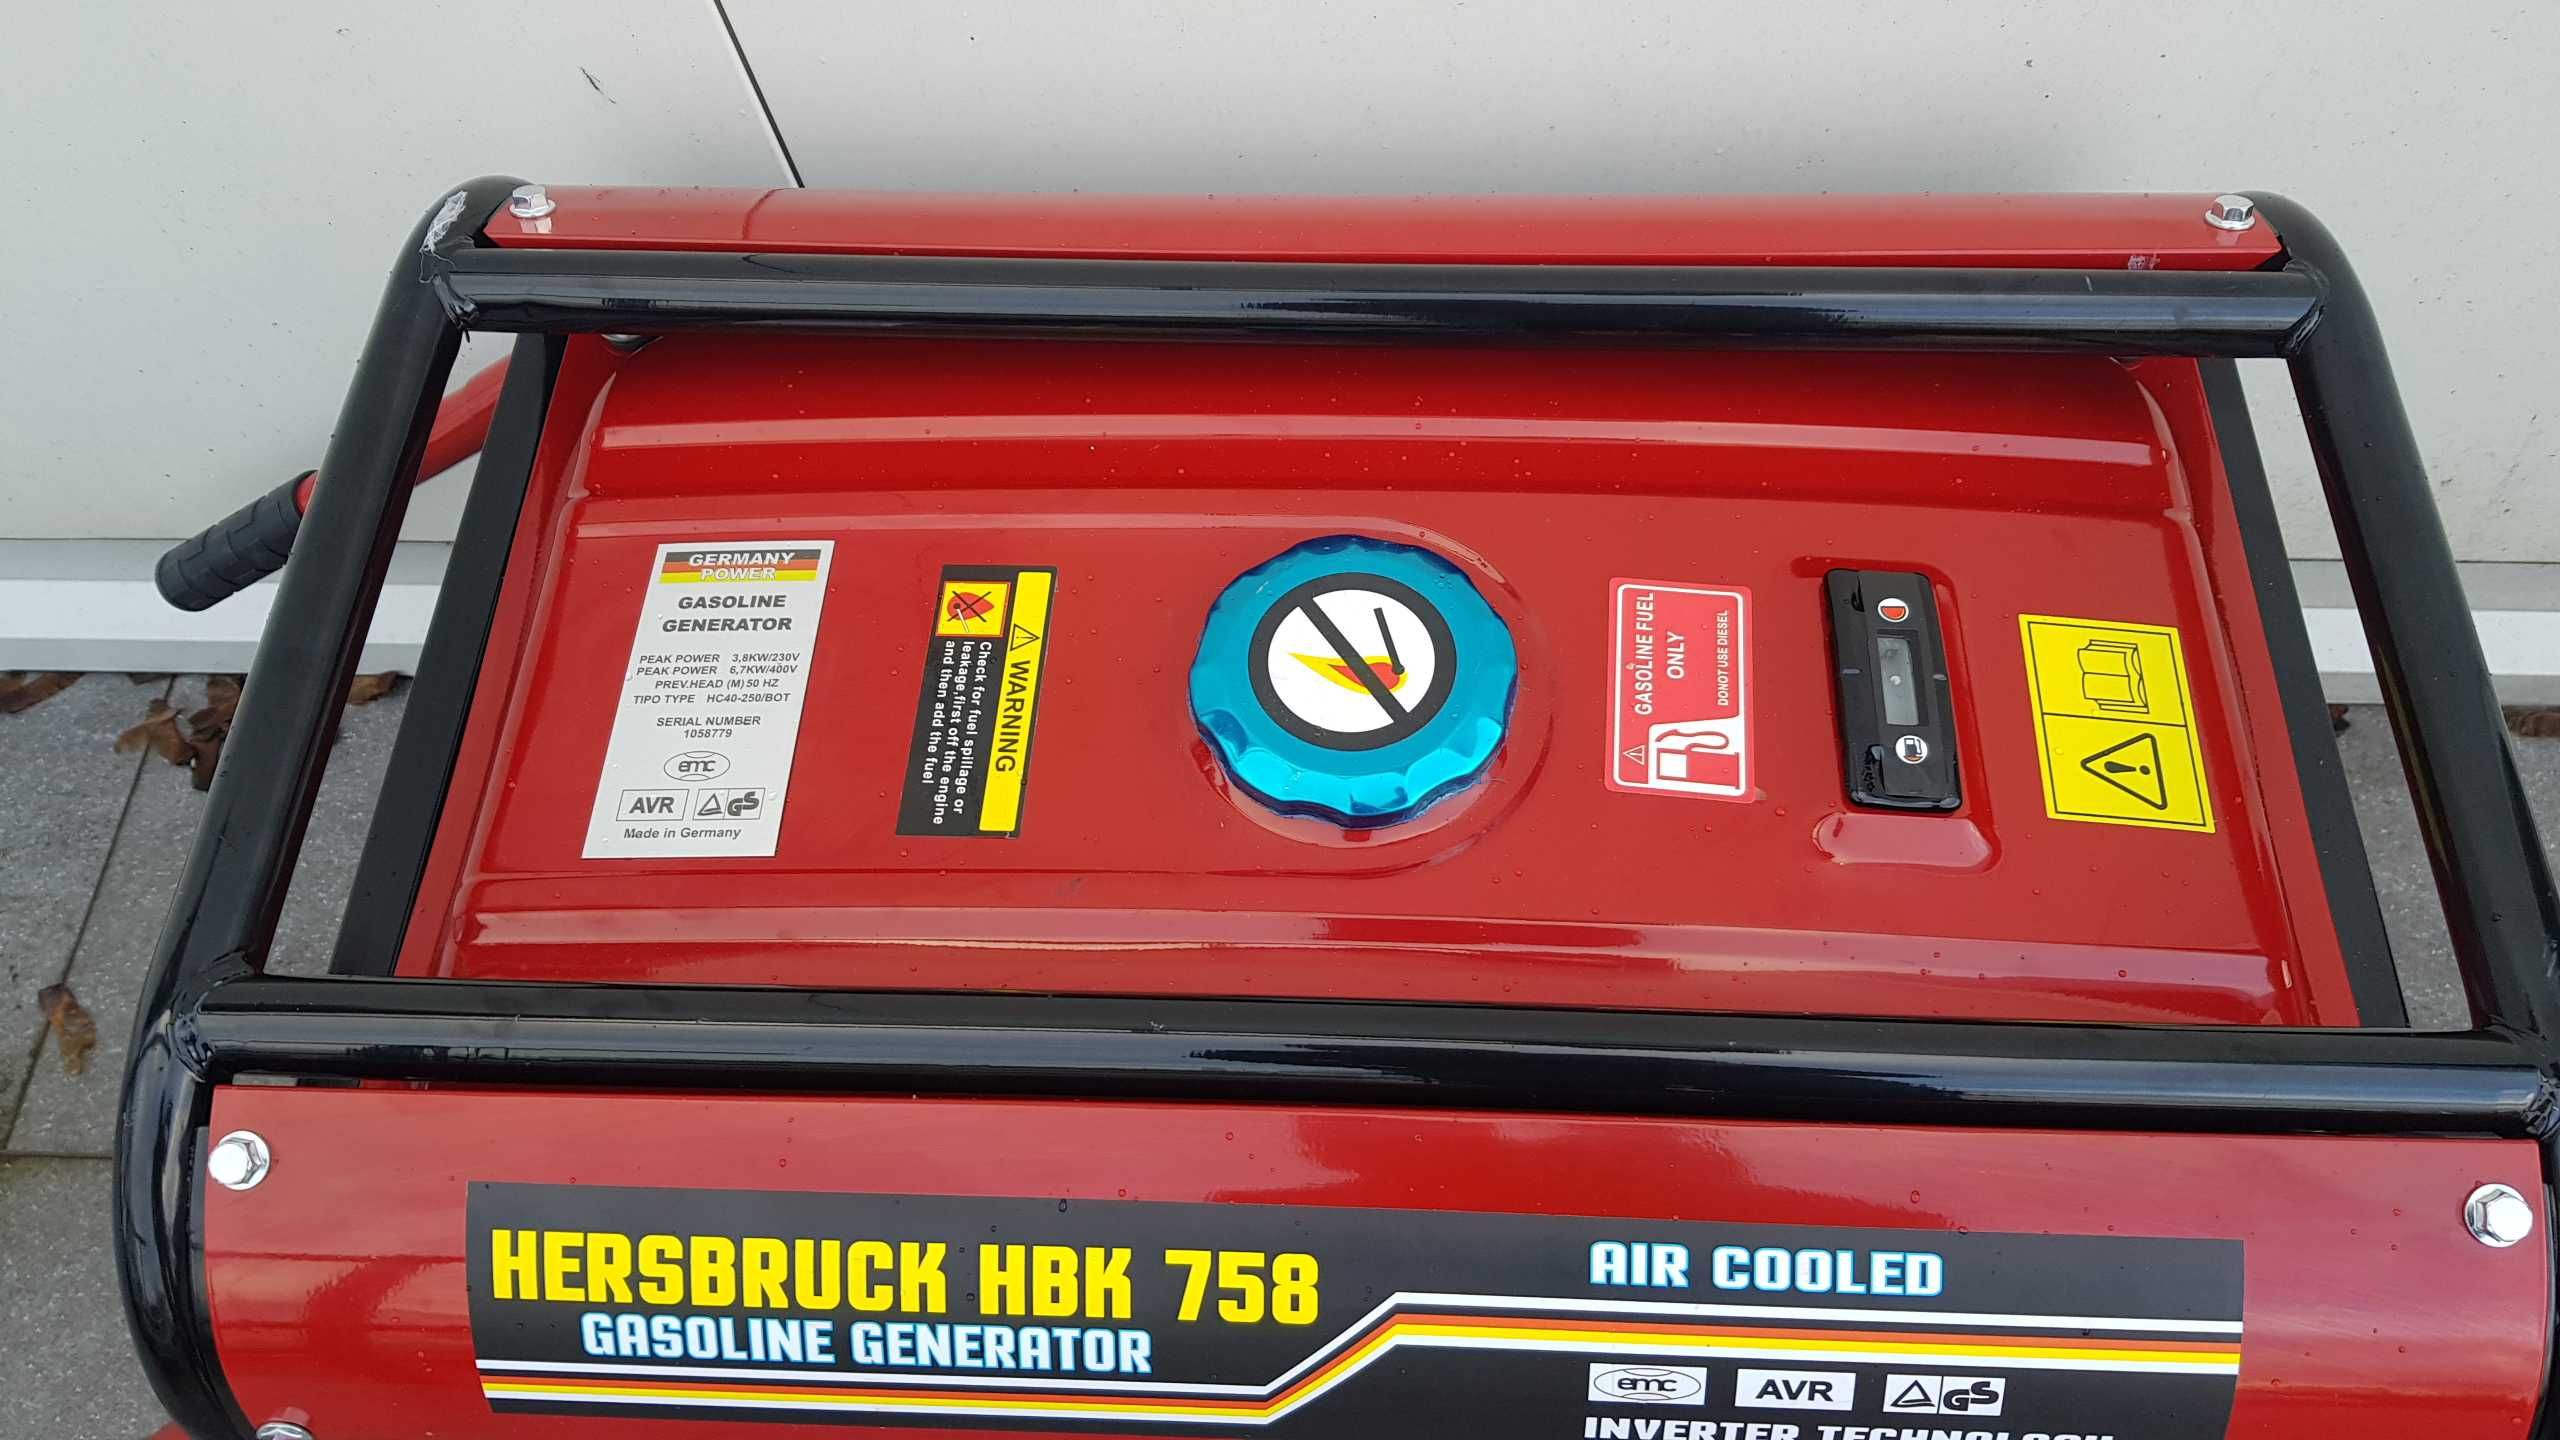 GERMANY
POWER
GASOLINE
GENERATOR
PEAK POWER 3,8KW/230V
PEAK POWER 6,7KW/400V
PREV.HEAD (M) 50 HZ
TIPO TYPE HC40-250/BOT
SERIAL NUMBER
1058779
emc
AVR GS
Made in Germany
WARNING
Check for fuel spillage or
leakage,first off the engine
and then add the fuel
GASOLINE FUEL
ONLY
DONOT USE DIESEL
HERSBRUCK HBK 758
GASOLINE GENERATOR
AIR COOLED
emc AVR GS
INVERTER TECHNOLOGY